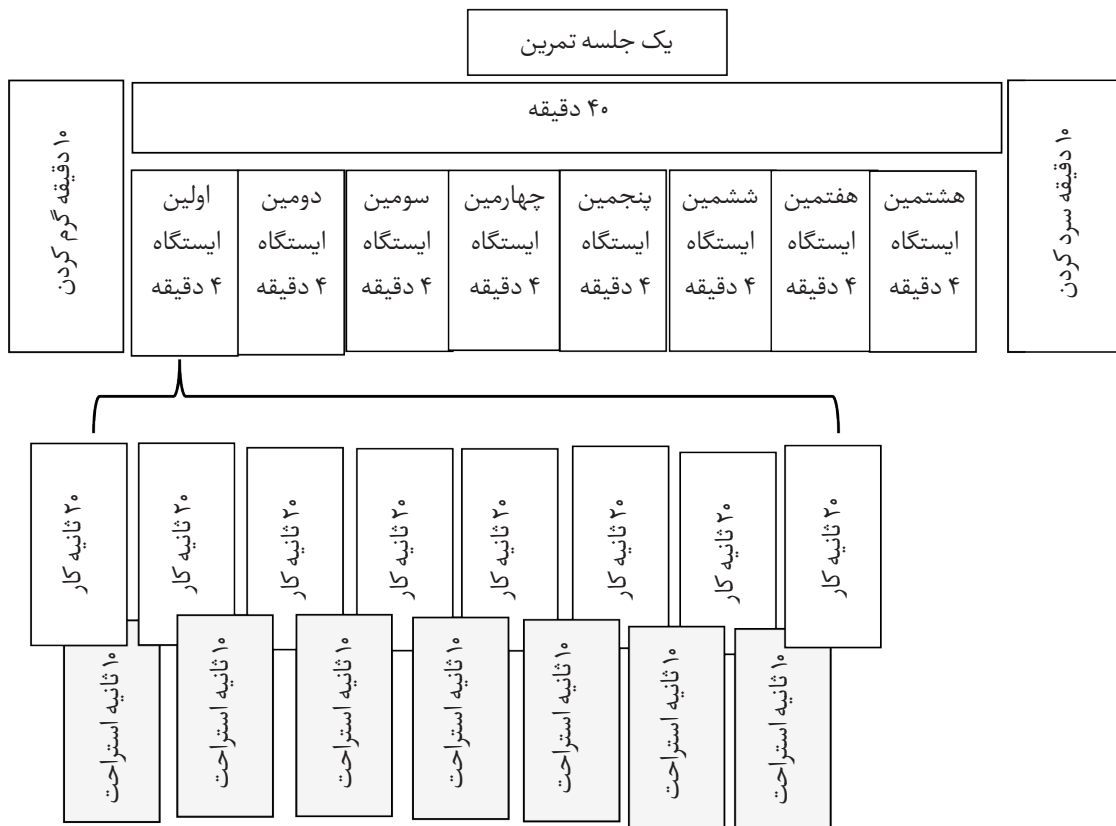 یک جلسه تمرین
۴۰ دقیقه
۱۰ دقیقه گرم کردن
اولین
ایستگاه
۴ دقیقه
دومین
ایستگاه
۴ دقیقه
سومین
ایستگاه
۴ دقیقه
چهارمین
ایستگاه
۴ دقیقه
پنجمین
ایستگاه
۴ دقیقه
ششمین
ایستگاه
۴ دقیقه
هفتمین
ایستگاه
۴ دقیقه
هشتمین
ایستگاه
۴ دقیقه
۱۰ دقیقه سرد کردن
۲۰ ثانیه کار
۲۰ ثانیه کار
۲۰ ثانیه کار
۲۰ ثانیه کار
۲۰ ثانیه کار
۲۰ ثانیه کار
۲۰ ثانیه کار
۲۰ ثانیه کار
۱۰ ثانیه استراحت
۱۰ ثانیه استراحت
۱۰ ثانیه استراحت
۱۰ ثانیه استراحت
۱۰ ثانیه استراحت
۱۰ ثانیه استراحت
۱۰ ثانیه استراحت